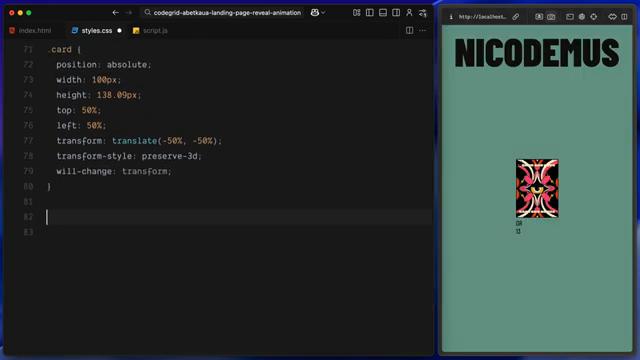 codegrid-abetkaua-landing-page-reveal-animation
index.html
styles.css
script.js
71 .card {
72 position: absolute;
73 width: 100px;
74 height: 138.09px;
75 top: 50%;
76 left: 50%;
77 transform: translate(-50%, -50%);
78 transform-style: preserve-3d;
79 will-change: transform;
80 }
81
82
83
http://localhost...
NICODEMUS
13